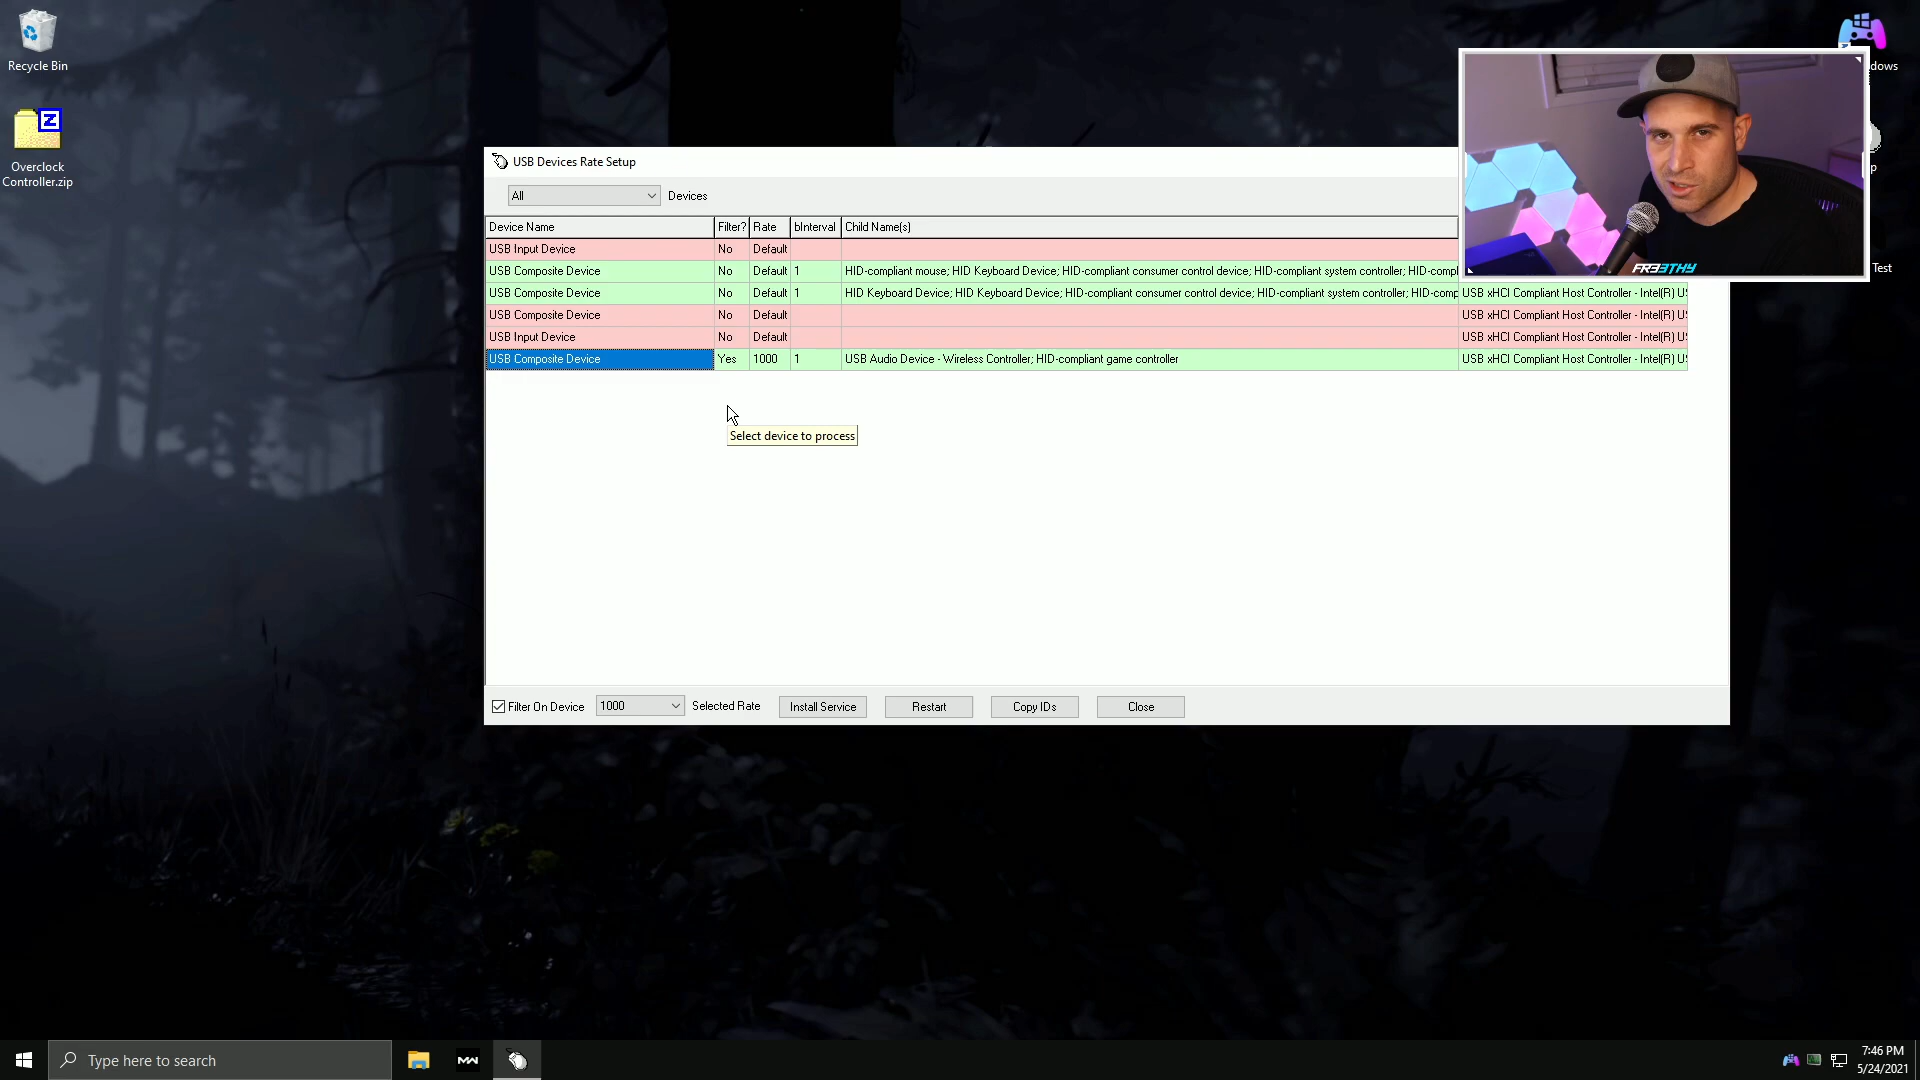 Recycle Bin
Overclock
Controller.zip
dows
p
Test
FR33THY
USB Devices Rate Setup
All Devices
Device Name Filter? Rate bInterval Child Name(s)
USB Input Device No Default
USB Composite Device No Default 1 HID-compliant mouse; HID Keyboard Device; HID-compliant consumer control device; HID-compliant system controller; HID-compl
USB Composite Device No Default 1 HID Keyboard Device; HID Keyboard Device; HID-compliant consumer control device; HID-compliant system controller; HID-comp USB xHCI Compliant Host Controller - Intel(R) US
USB Composite Device No Default USB xHCI Compliant Host Controller - Intel(R) US
USB Input Device No Default USB xHCI Compliant Host Controller - Intel(R) US
USB Composite Device Yes 1000 1 USB Audio Device - Wireless Controller; HID-compliant game controller USB xHCI Compliant Host Controller - Intel(R) US
Select device to process
Filter On Device 1000 Selected Rate Install Service Restart Copy IDs Close
Type here to search
MW
7:46 PM
5/24/2021